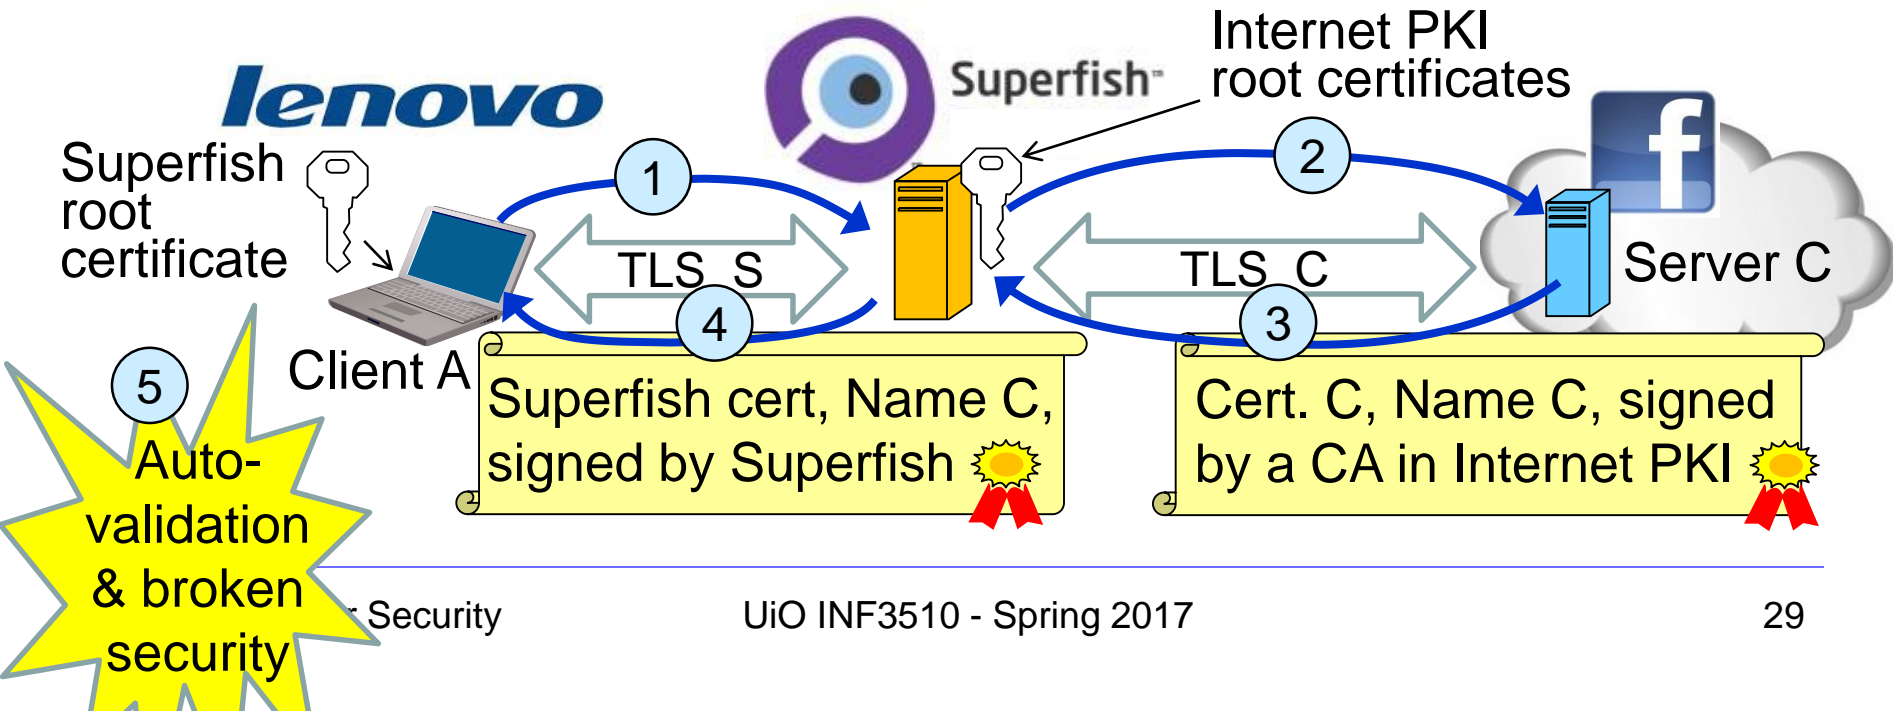 lenovo
Superfish™
Internet PKI
root certificates
f
Superfish
root
certificate
1
2
TLS_S
TLS_C
Server C
4
3
Client A
5
Auto-
validation
& broken
security
Superfish cert, Name C,
signed by Superfish
Cert. C, Name C, signed
by a CA in Internet PKI
Security
UiO INF3510 - Spring 2017
29